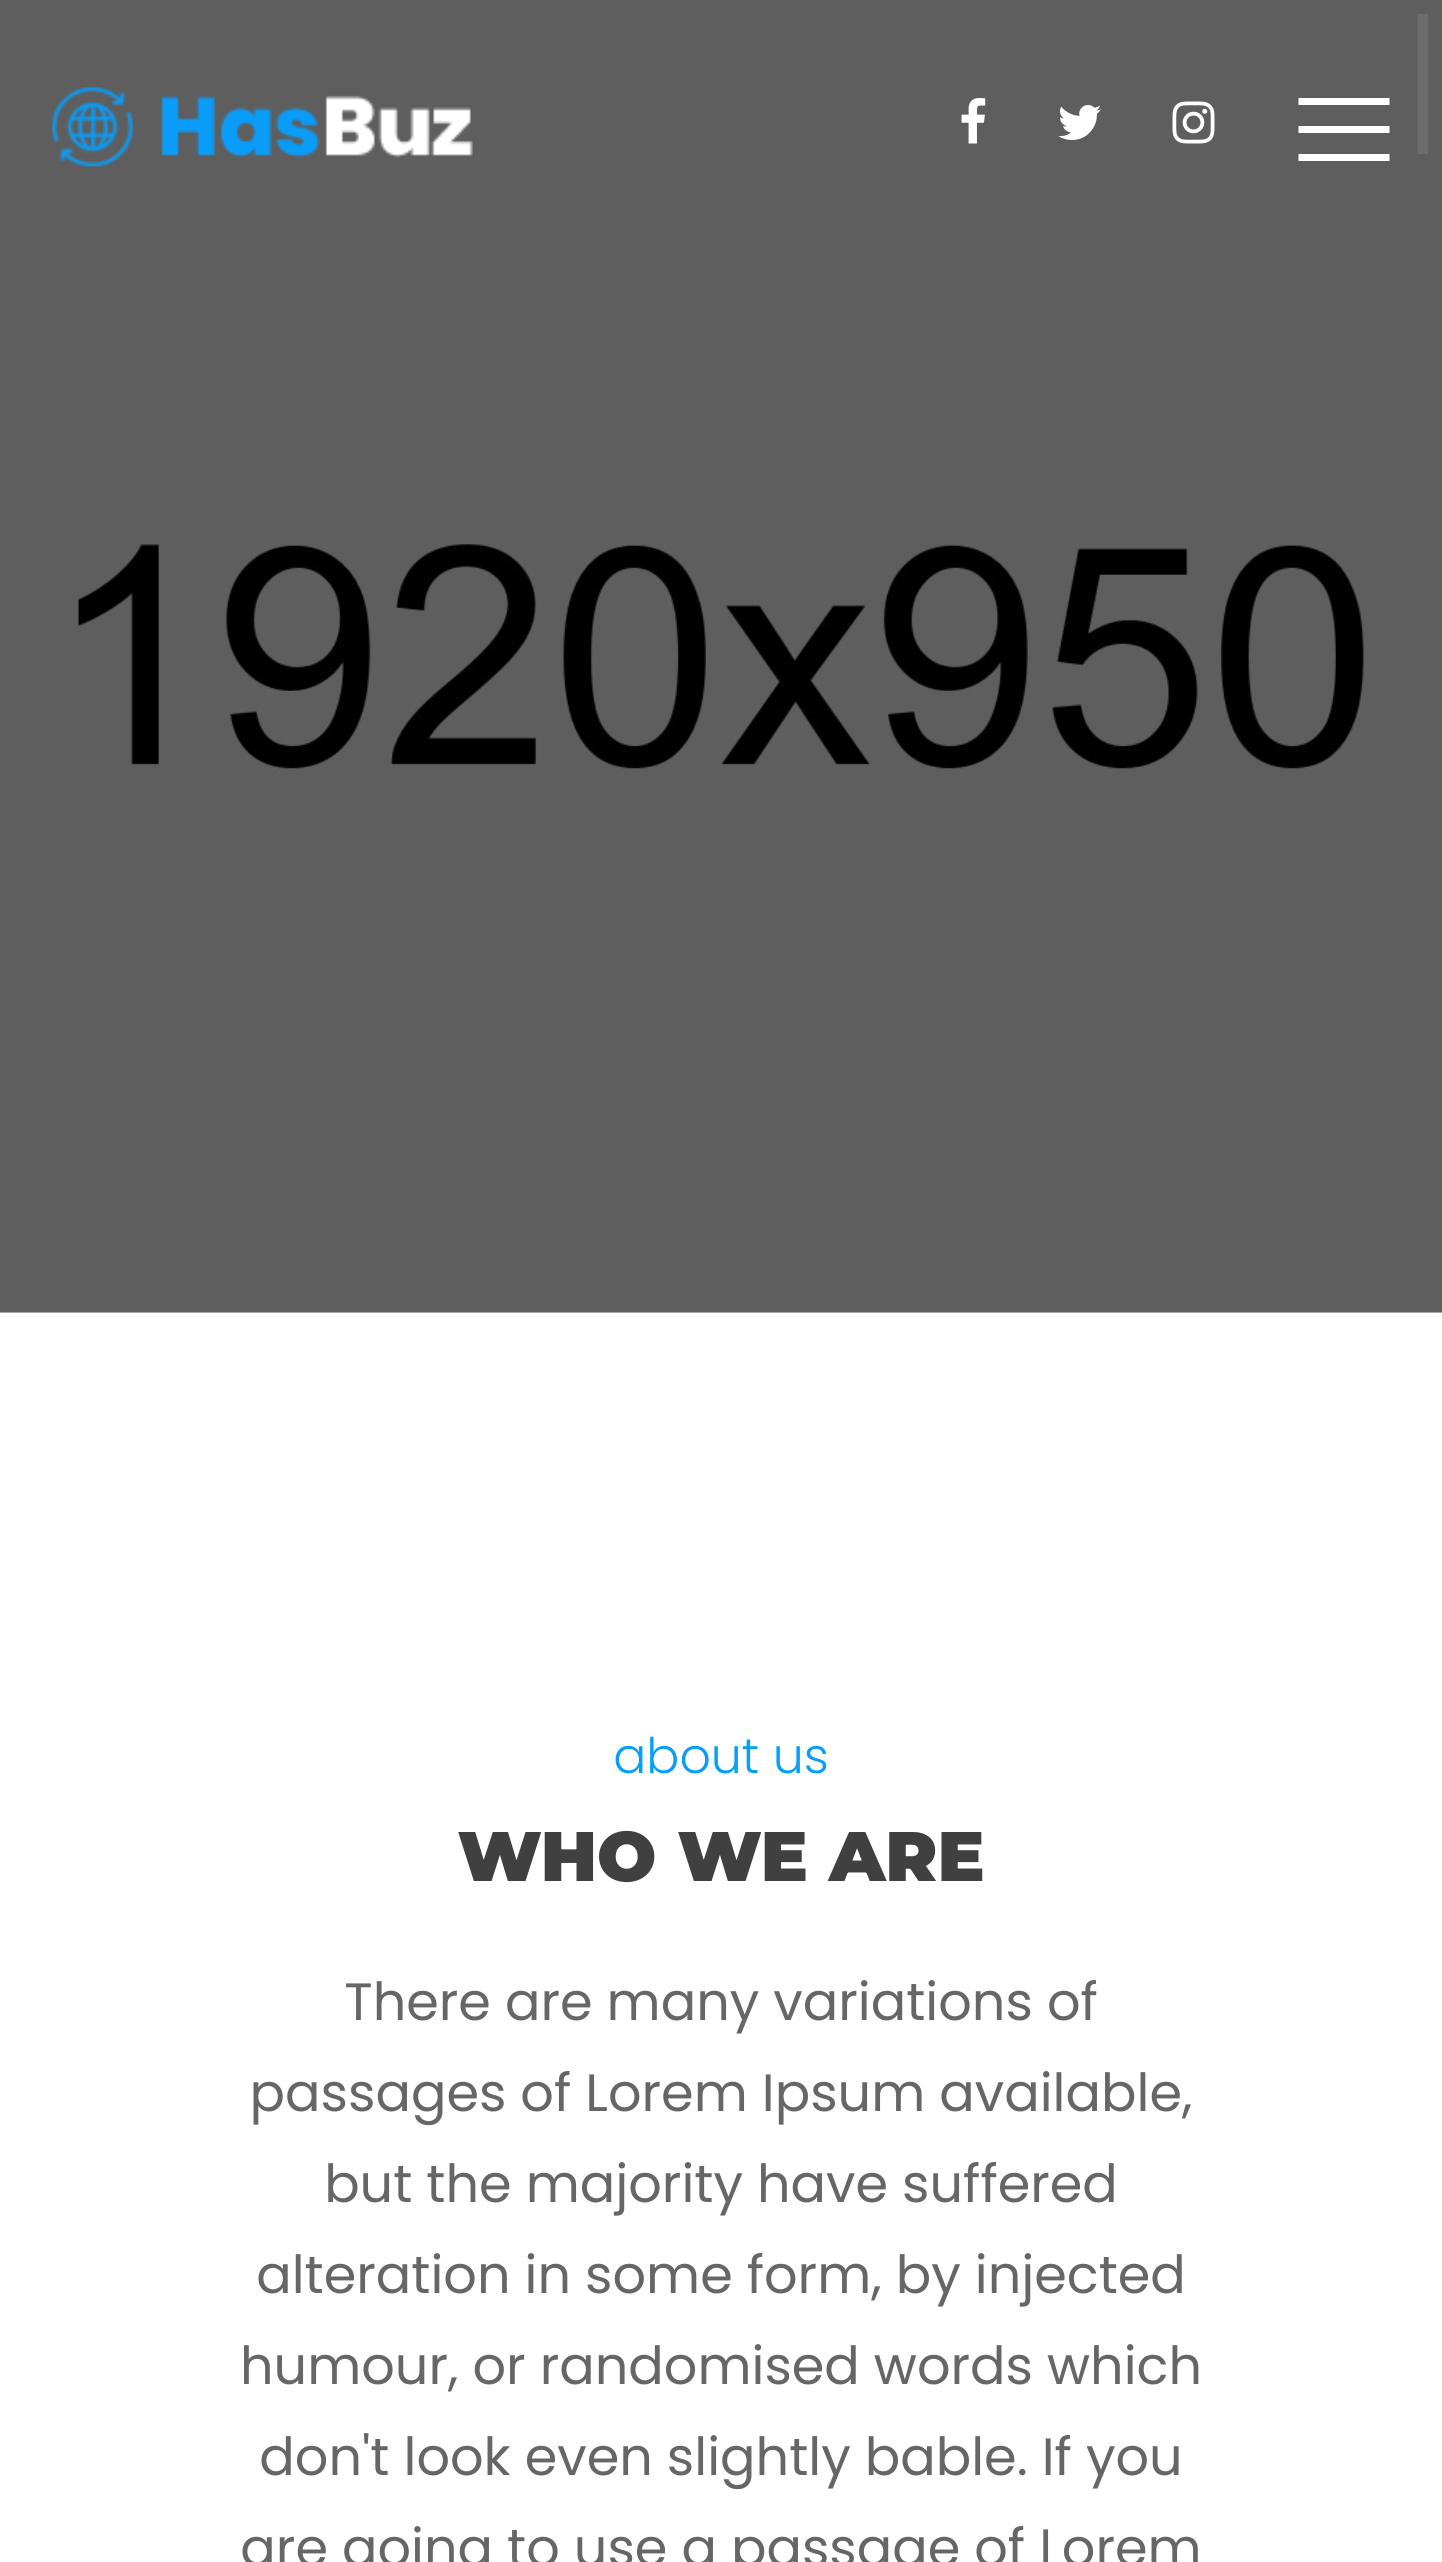 HasBuz
1920x950
about us
WHO WE ARE
There are many variations of
passages of Lorem Ipsum available,
but the majority have suffered
alteration in some form, by injected
humour, or randomised words which
don't look even slightly bable. If you
are going to use a passage of Lorem